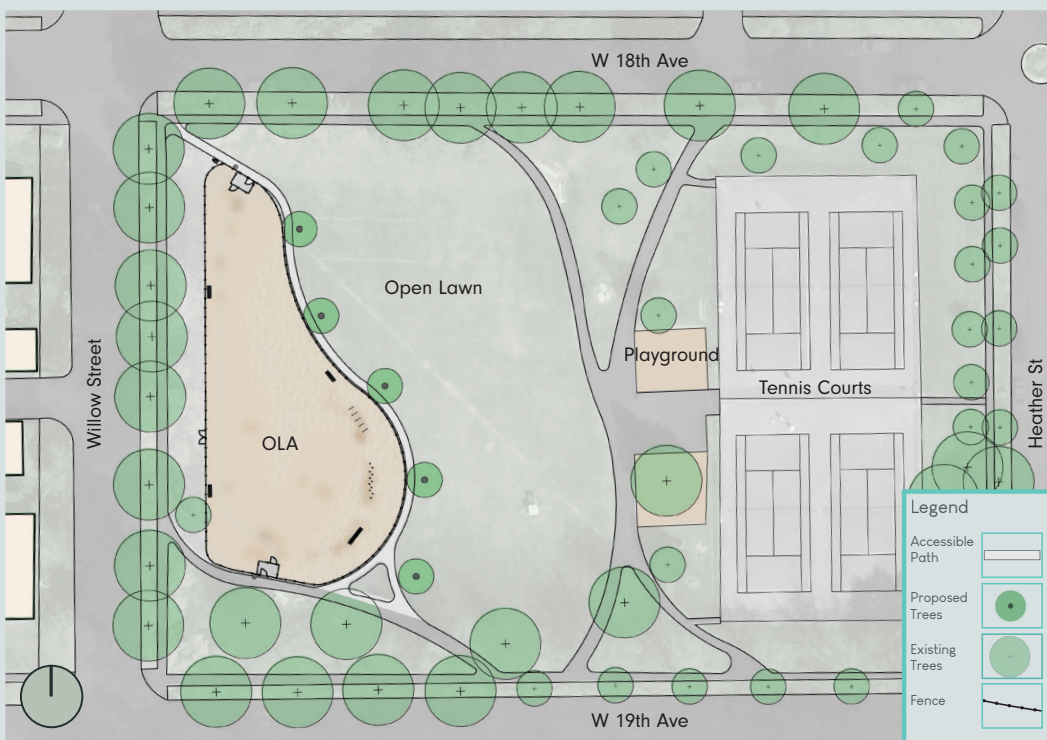 W 18th Ave
Open Lawn
Willow Street
Playground
Tennis Courts
Heather St
OLA
Legend
Accessible
Path
Proposed
Trees
Existing
Trees
Fence
W 19th Ave